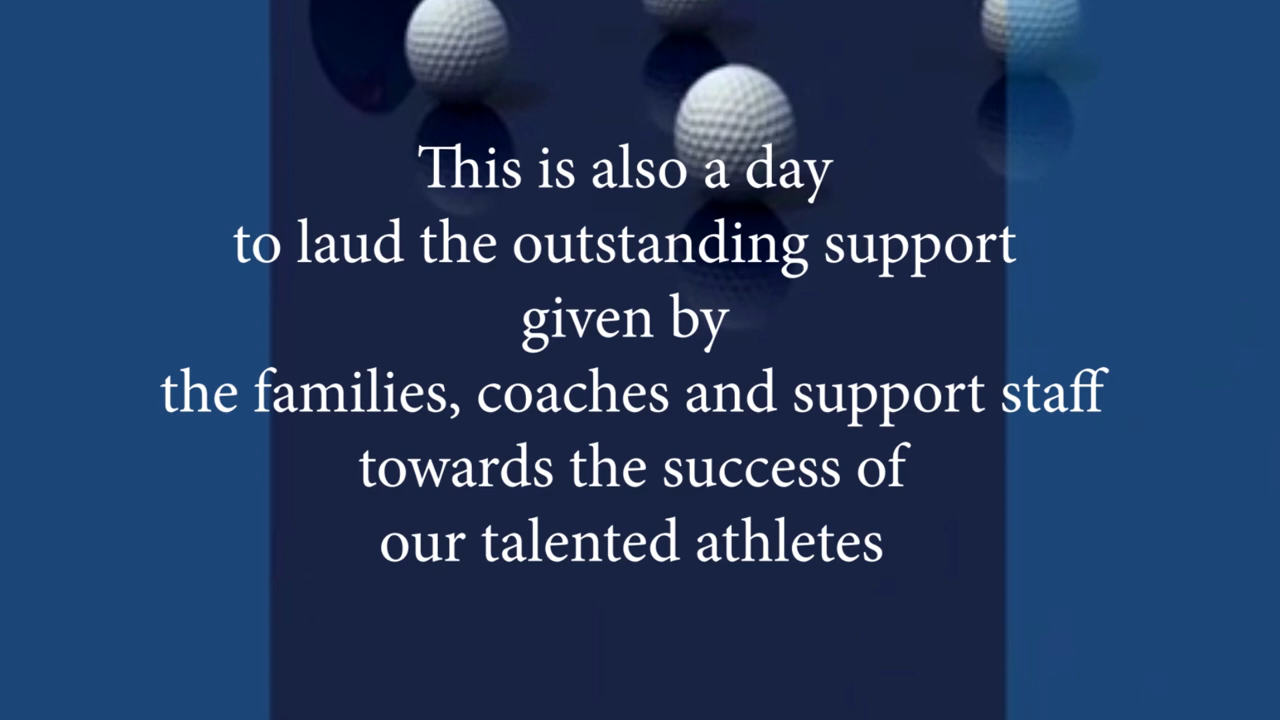 This is also a day
to laud the outstanding support
given by
the families, coaches and support staff
towards the success of
our talented athletes